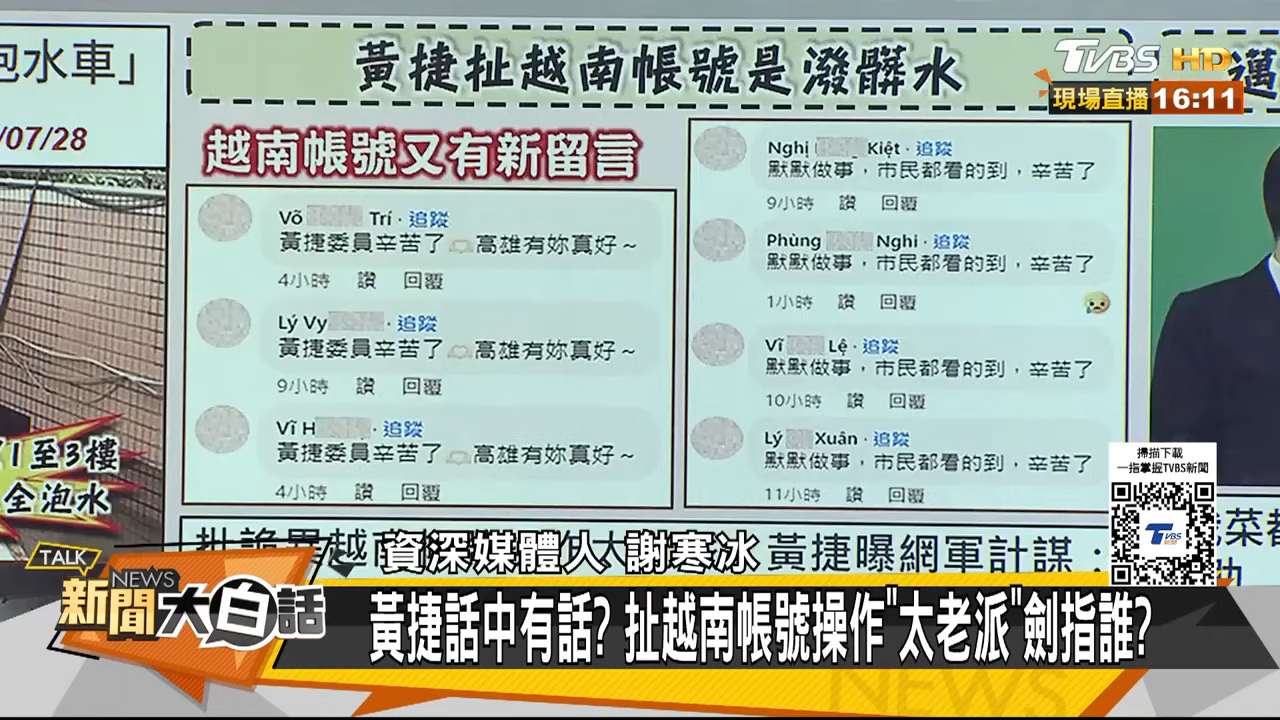 泡水車」
/07/28
1至3樓
全泡水
黃捷扯越南帳號是潑髒水
TVBS HD
現場直播 16:11
邁
越南帳號又有新留言
Võ Trí · 追蹤
黃捷委員辛苦了🫶高雄有妳真好～
4小時 讚 回覆
Lý Vy · 追蹤
黃捷委員辛苦了🫶高雄有妳真好～
9小時 讚 回覆
Vĩ H · 追蹤
黃捷委員辛苦了🫶高雄有妳真好～
4小時 讚 回覆
Nghị Kiệt · 追蹤
默默做事，市民都看的到，辛苦了
9小時 讚 回覆
Phùng Nghi · 追蹤
默默做事，市民都看的到，辛苦了
1小時 讚 回覆
Vĩ Lệ · 追蹤
默默做事，市民都看的到，辛苦了
10小時 讚 回覆
Lý Xuân · 追蹤
默默做事，市民都看的到，辛苦了
11小時 讚 回覆
掃描下載
一指掌握TVBS新聞
TVBS
新聞
黃捷曝網軍計謀：
資深媒體人 謝寒冰
TALK
NEWS
新聞大白話
黃捷話中有話? 扯越南帳號操作"太老派"劍指誰?
NEWS